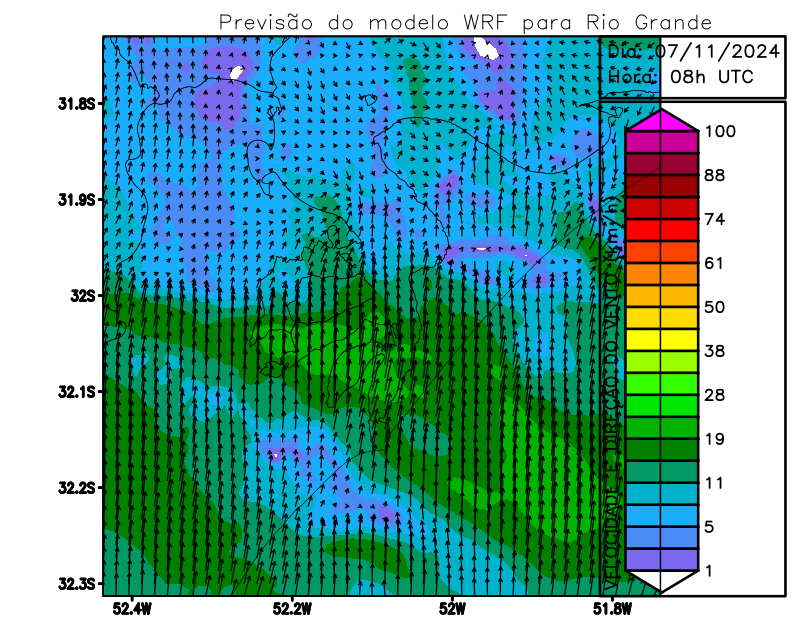 Previsão do modelo WRF para Rio Grande
Dia: 07/11/2024
Hora: 08h UTC
31.8S
31.9S
32S
32.1S
32.2S
32.3S
52.4W
52.2W
52W
51.8W
100
88
74
61
50
38
28
19
11
5
1
VELOCIDADE E DIREÇÃO DO VENTO (Km/h)